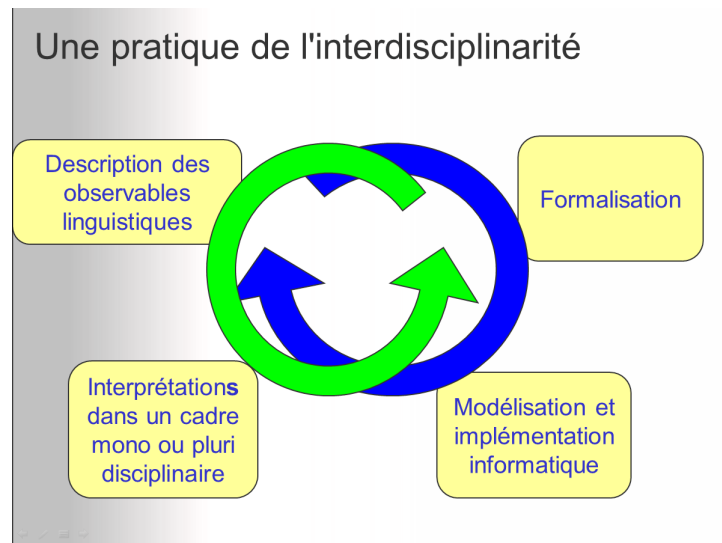 Une pratique de l'interdisciplinarité
Description des
observables
linguistiques
Formalisation
Interprétations
dans un cadre
mono ou pluri
disciplinaire
Modélisation et
implémentation
informatique